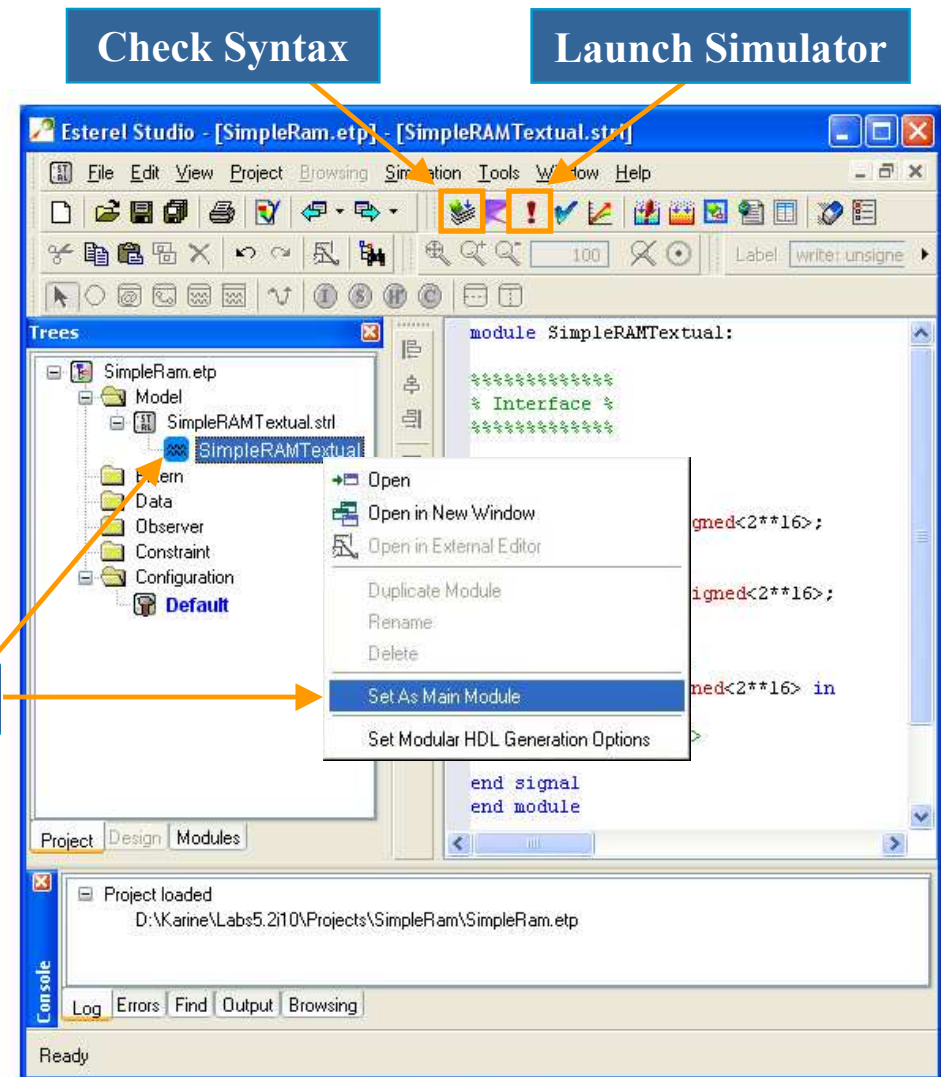 Check Syntax
Launch Simulator
Esterel Studio - [SimpleRam.etp] - [SimpleRAMTextual.strl]
File Edit View Project Browsing Simulation Tools Window Help
100
Label writer: unsigne
Trees
SimpleRam.etp
Model
SimpleRAMTextual.strl
SimpleRAMTextual
Extern
Data
Observer
Constraint
Configuration
Default
Project Design Modules
module SimpleRAMTextual:
%%%%%%%%%%%%%
% Interface %
%%%%%%%%%%%%%
gned<2**16>;
igned<2**16>;
ned<2**16> in
>
end signal
end module
Open
Open in New Window
Open in External Editor
Duplicate Module
Rename
Delete
Set As Main Module
Set Modular HDL Generation Options
Console
Project loaded
D:\Karine\Labs5.2i10\Projects\SimpleRam\SimpleRam.etp
Log Errors Find Output Browsing
Ready